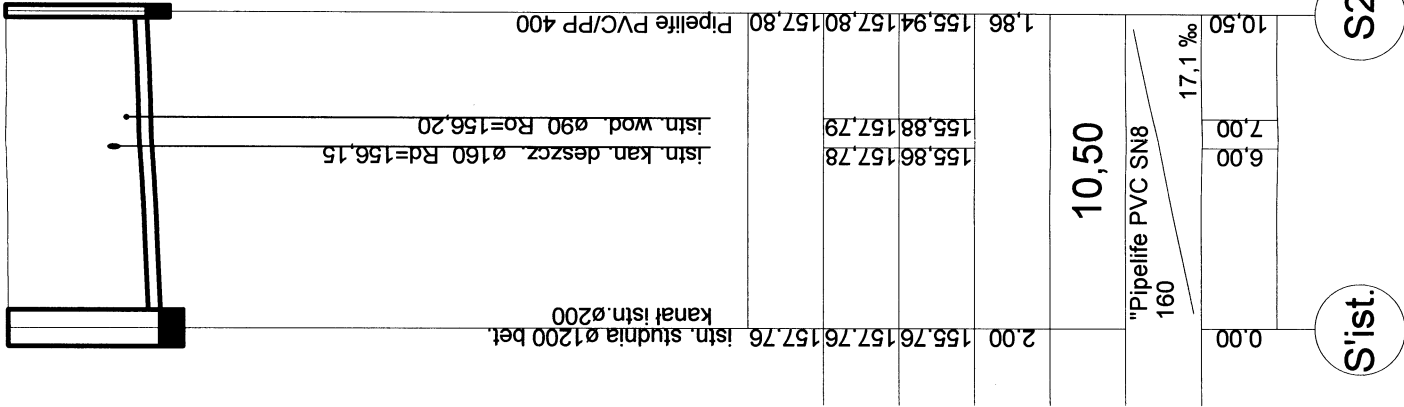 Pipelife PVC/PP 400 157,80 157,80 155,94 1,86 10,50
17,1 ‰
S2
istn. wod. ø90 Ro=156,20 157,79 155,88 7,00
istn. kan. deszcz. ø160 Rd=156,15 157,78 155,86 6,00
10,50
"Pipelife PVC SN8
160
kanał istn.ø200
istn. studnia ø1200 bet. 157.76 157.76 155.76 2.00 0.00
S'ist.